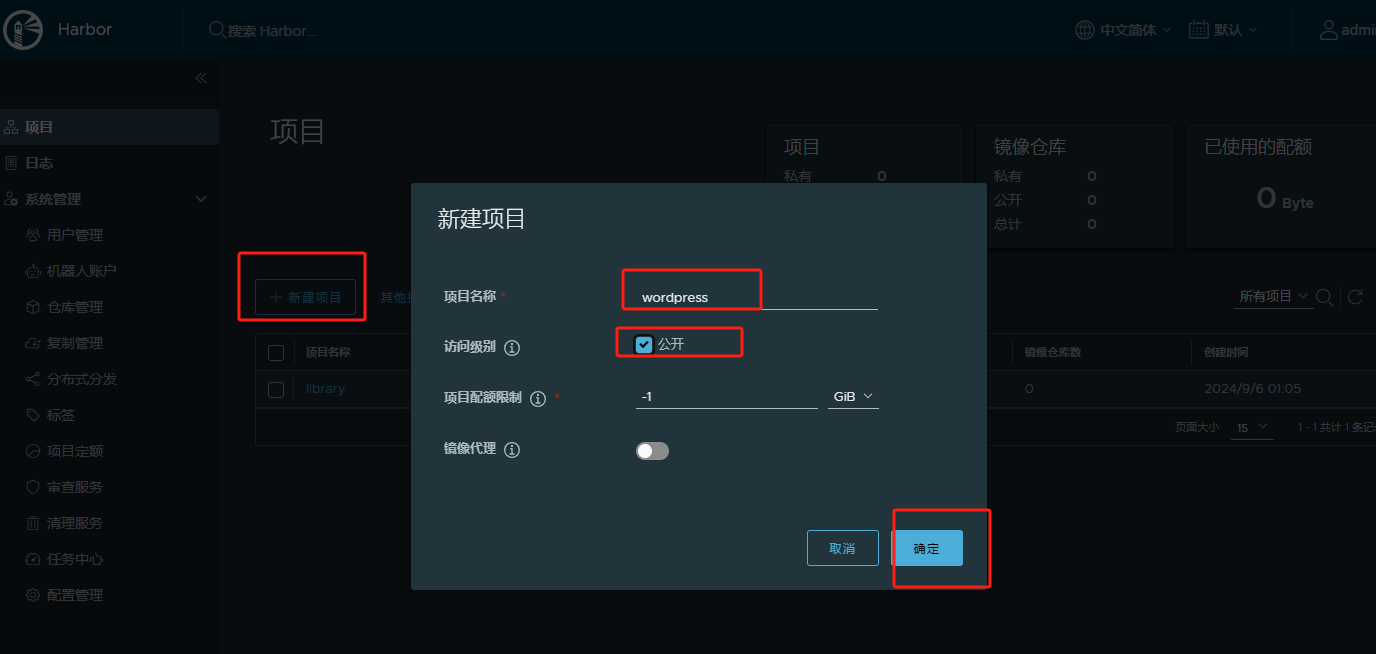 Harbor
搜索 Harbor...
中文简体
默认
项目
日志
系统管理
用户管理
机器人账户
仓库管理
复制管理
分布式分发
标签
项目定额
审查服务
清理服务
任务中心
配置管理
项目
项目
私有 0
镜像仓库
私有 0
公开 0
总计 0
已使用的配额
0 Byte
+ 新建项目
所有项目
项目名称
镜像仓库数
创建时间
library
0
2024/9/6 01:05
页面大小 15
1 - 1 共计 1 条记
新建项目
项目名称 *
wordpress
访问级别
公开
项目配额限制 *
-1
GiB
镜像代理
取消
确定